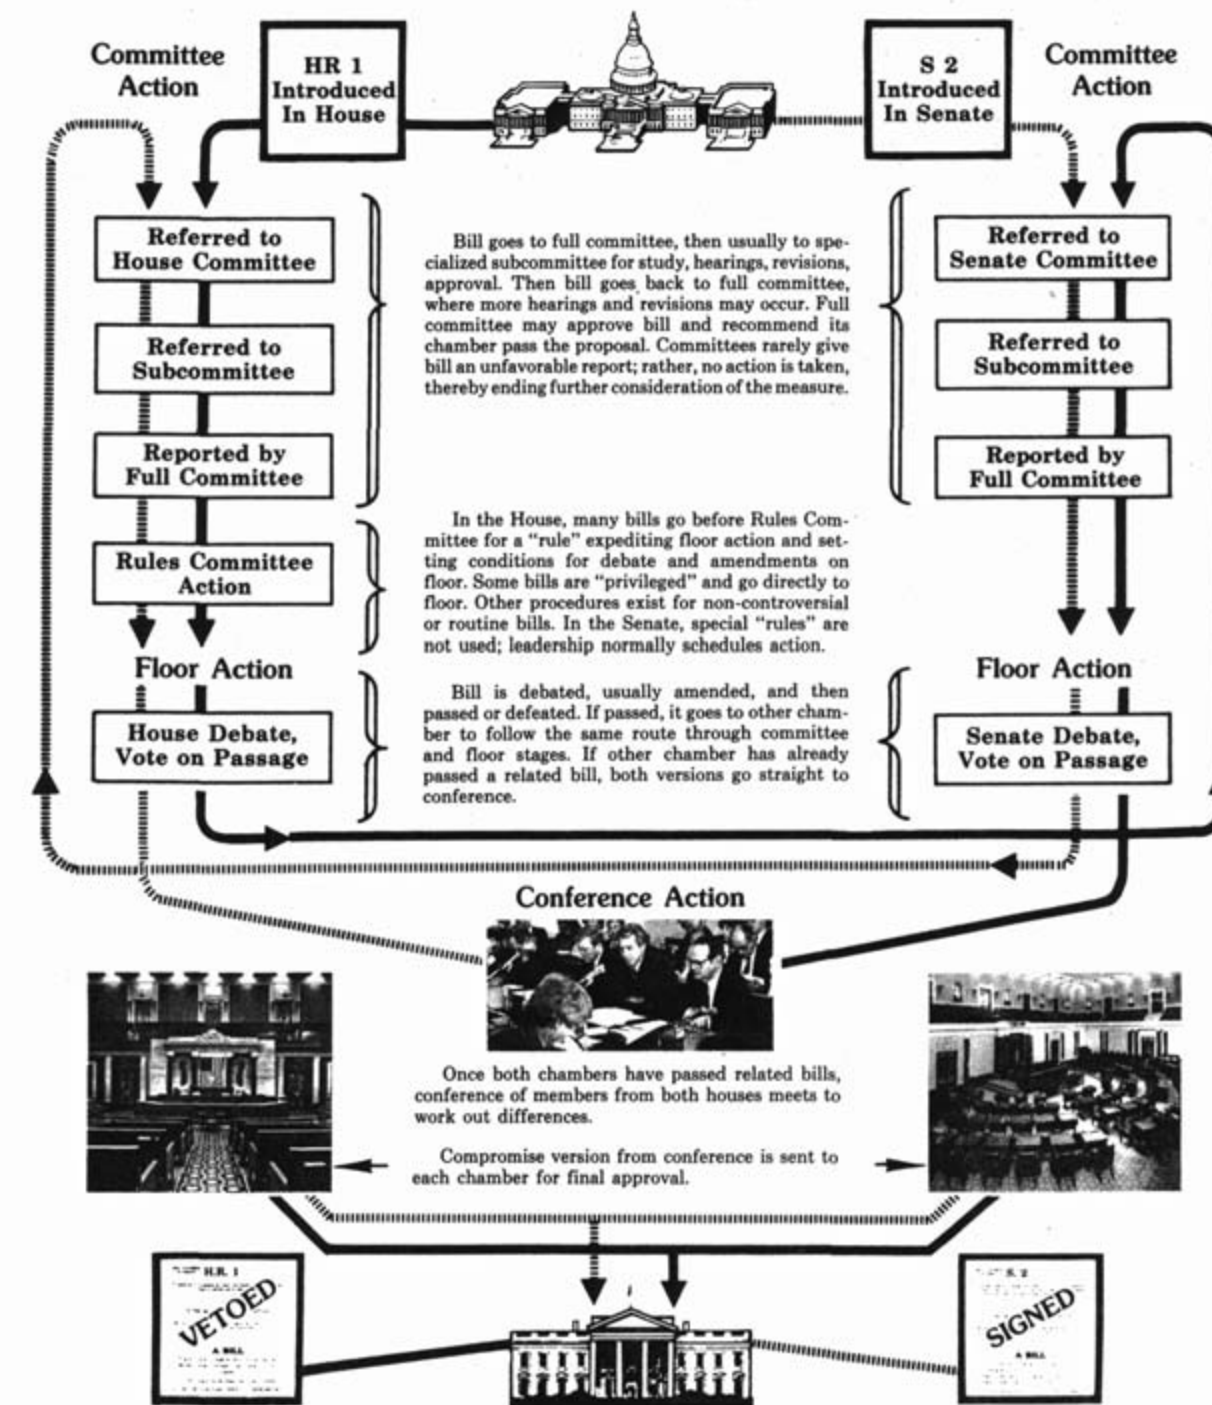 Committee
Action
HR 1
Introduced
In House
S 2
Introduced
In Senate
Committee
Action
Referred to
House Committee
Referred to
Subcommittee
Reported by
Full Committee
Rules Committee
Action
Floor Action
House Debate,
Vote on Passage
Bill goes to full committee, then usually to spe-
cialized subcommittee for study, hearings, revisions,
approval. Then bill goes back to full committee,
where more hearings and revisions may occur. Full
committee may approve bill and recommend its
chamber pass the proposal. Committees rarely give
bill an unfavorable report; rather, no action is taken,
thereby ending further consideration of the measure.
In the House, many bills go before Rules Com-
mittee for a “rule” expediting floor action and set-
ting conditions for debate and amendments on
floor. Some bills are “privileged” and go directly to
floor. Other procedures exist for non-controversial
or routine bills. In the Senate, special “rules” are
not used; leadership normally schedules action.
Bill is debated, usually amended, and then
passed or defeated. If passed, it goes to other cham-
ber to follow the same route through committee
and floor stages. If other chamber has already
passed a related bill, both versions go straight to
conference.
Referred to
Senate Committee
Referred to
Subcommittee
Reported by
Full Committee
Floor Action
Senate Debate,
Vote on Passage
Conference Action
Once both chambers have passed related bills,
conference of members from both houses meets to
work out differences.
Compromise version from conference is sent to
each chamber for final approval.
H.R. 1
VETOED
A BILL
S. 2
SIGNED
A BILL